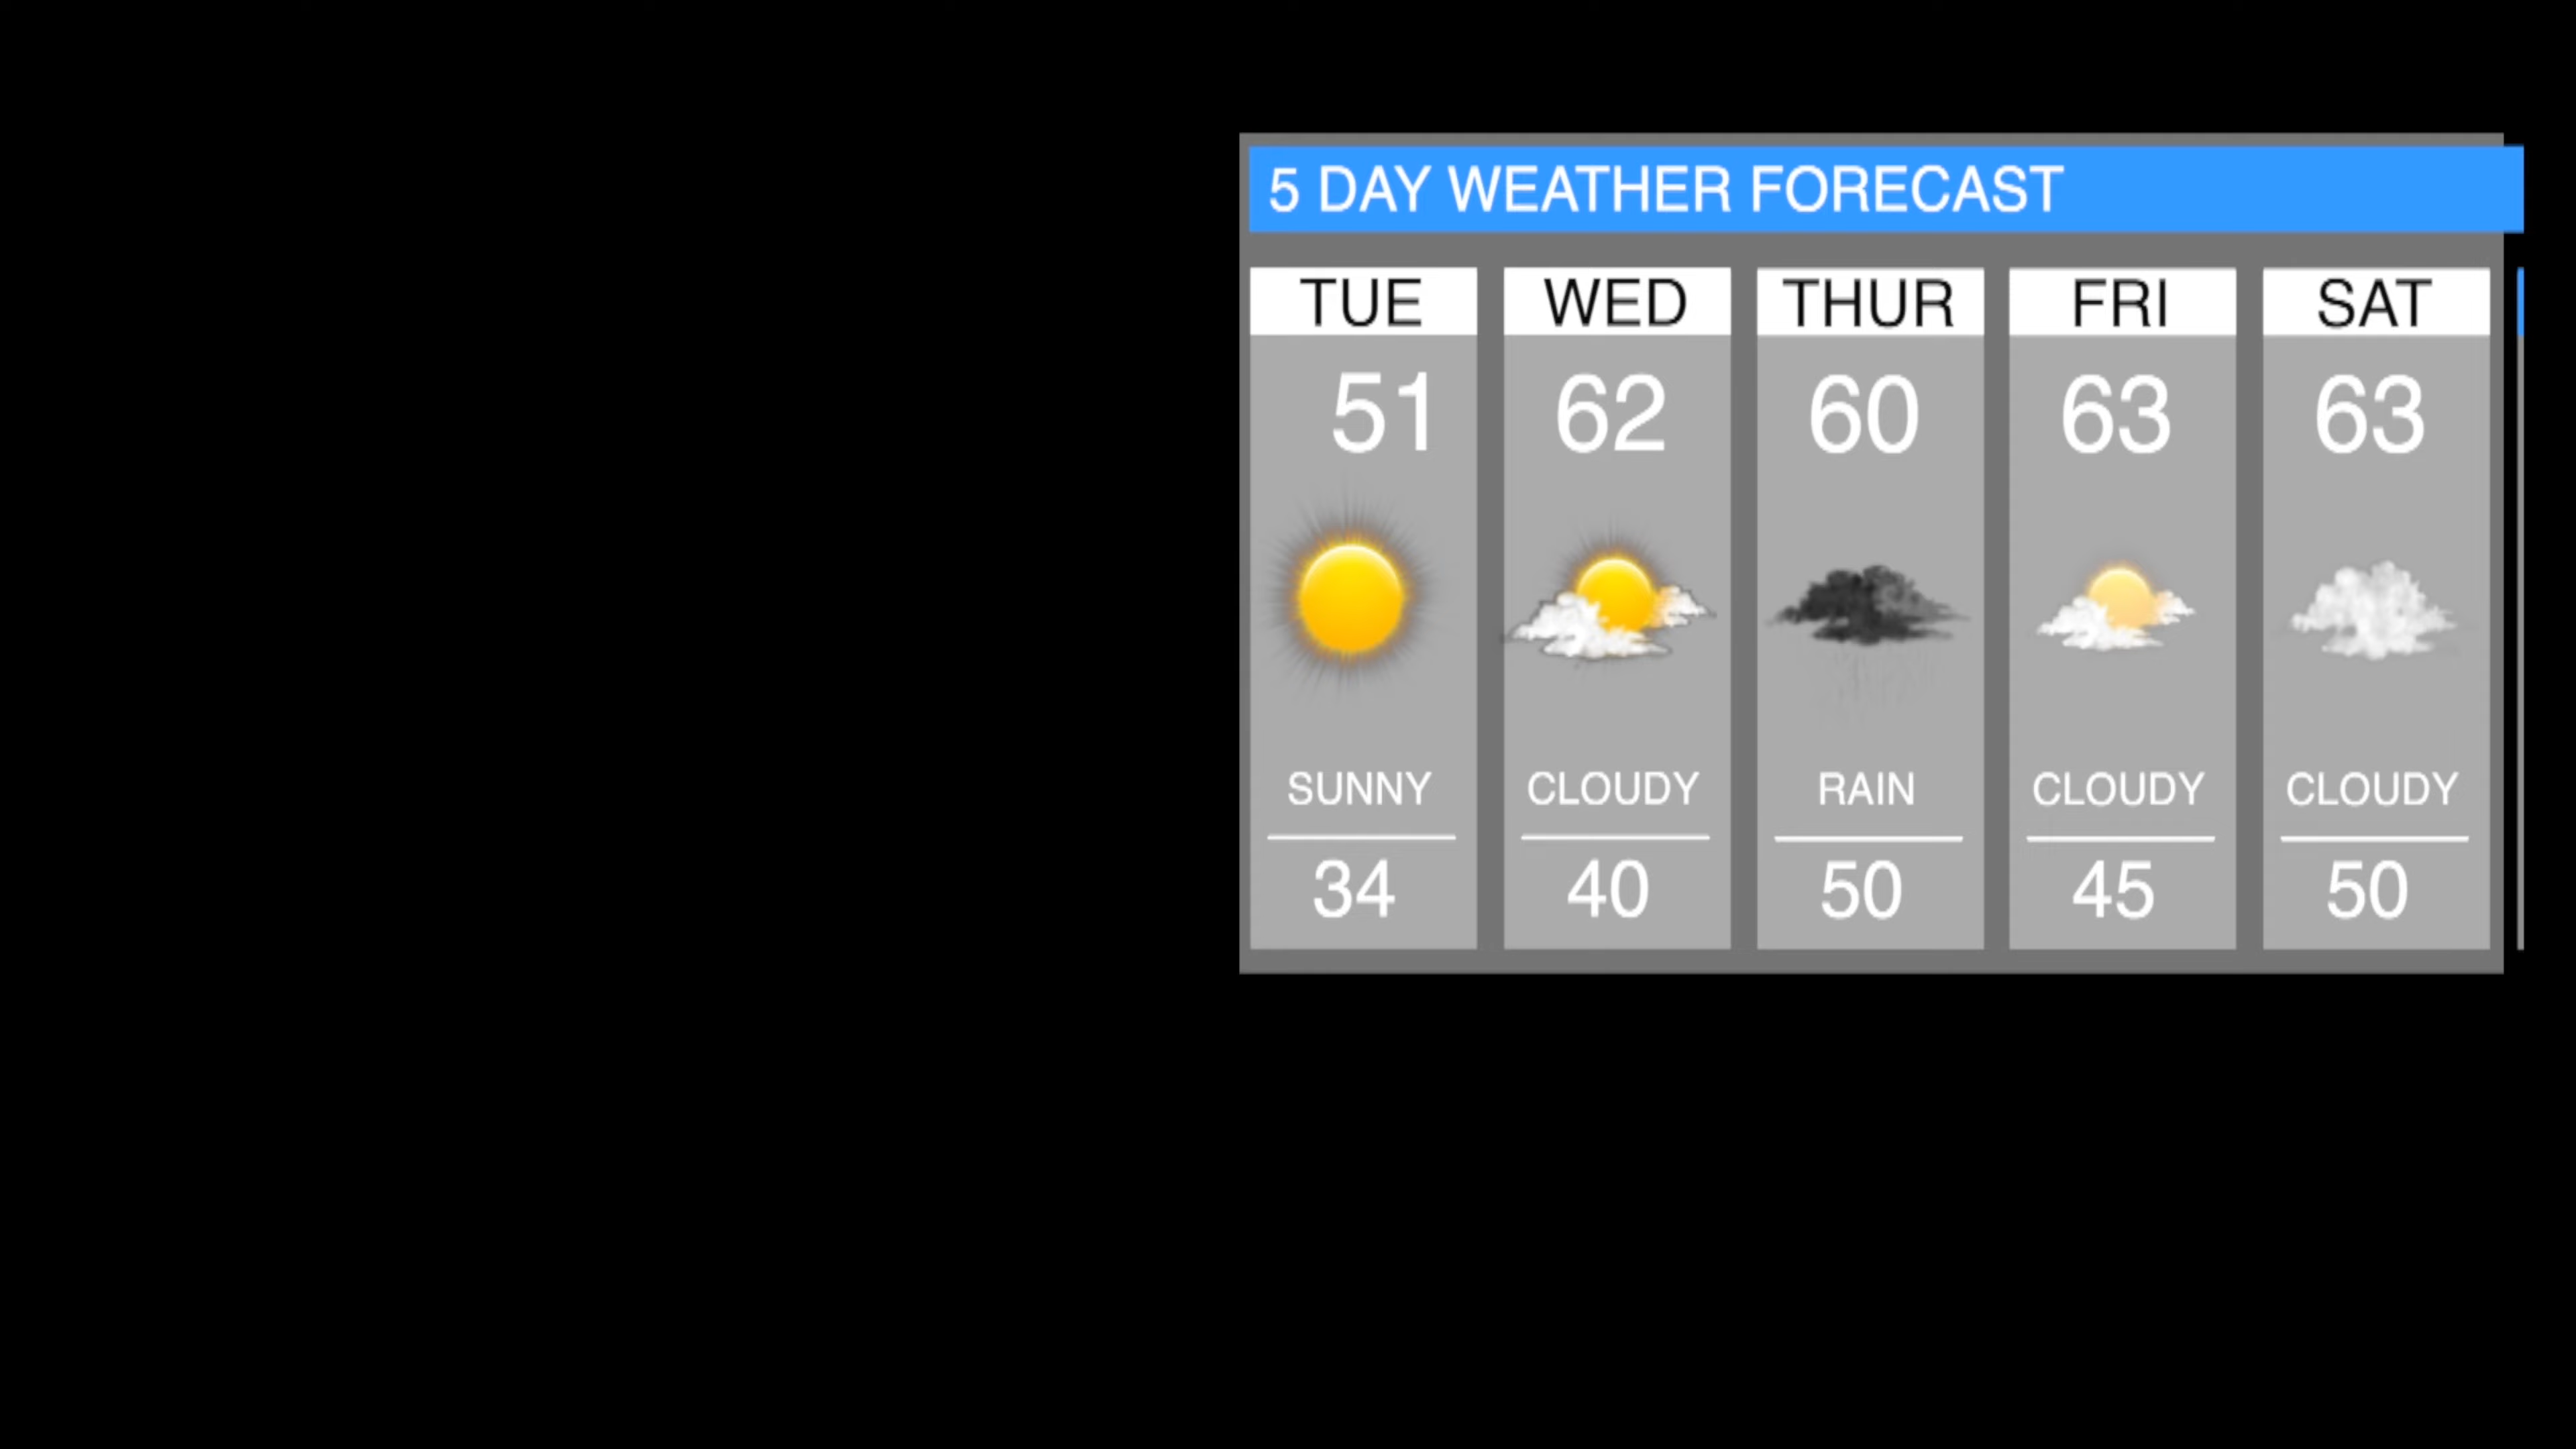 5 DAY WEATHER FORECAST
TUE WED THUR FRI SAT
51 62 60 63 63
SUNNY CLOUDY RAIN CLOUDY CLOUDY
34 40 50 45 50